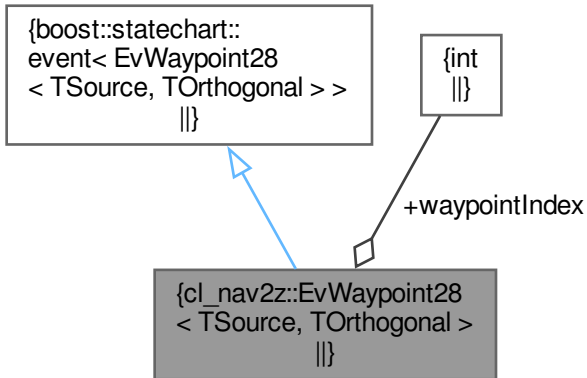 {boost::statechart::
event< EvWaypoint28
< TSource, TOrthogonal > >
||}
{int
||}
+waypointIndex
{cl_nav2z::EvWaypoint28
< TSource, TOrthogonal >
||}